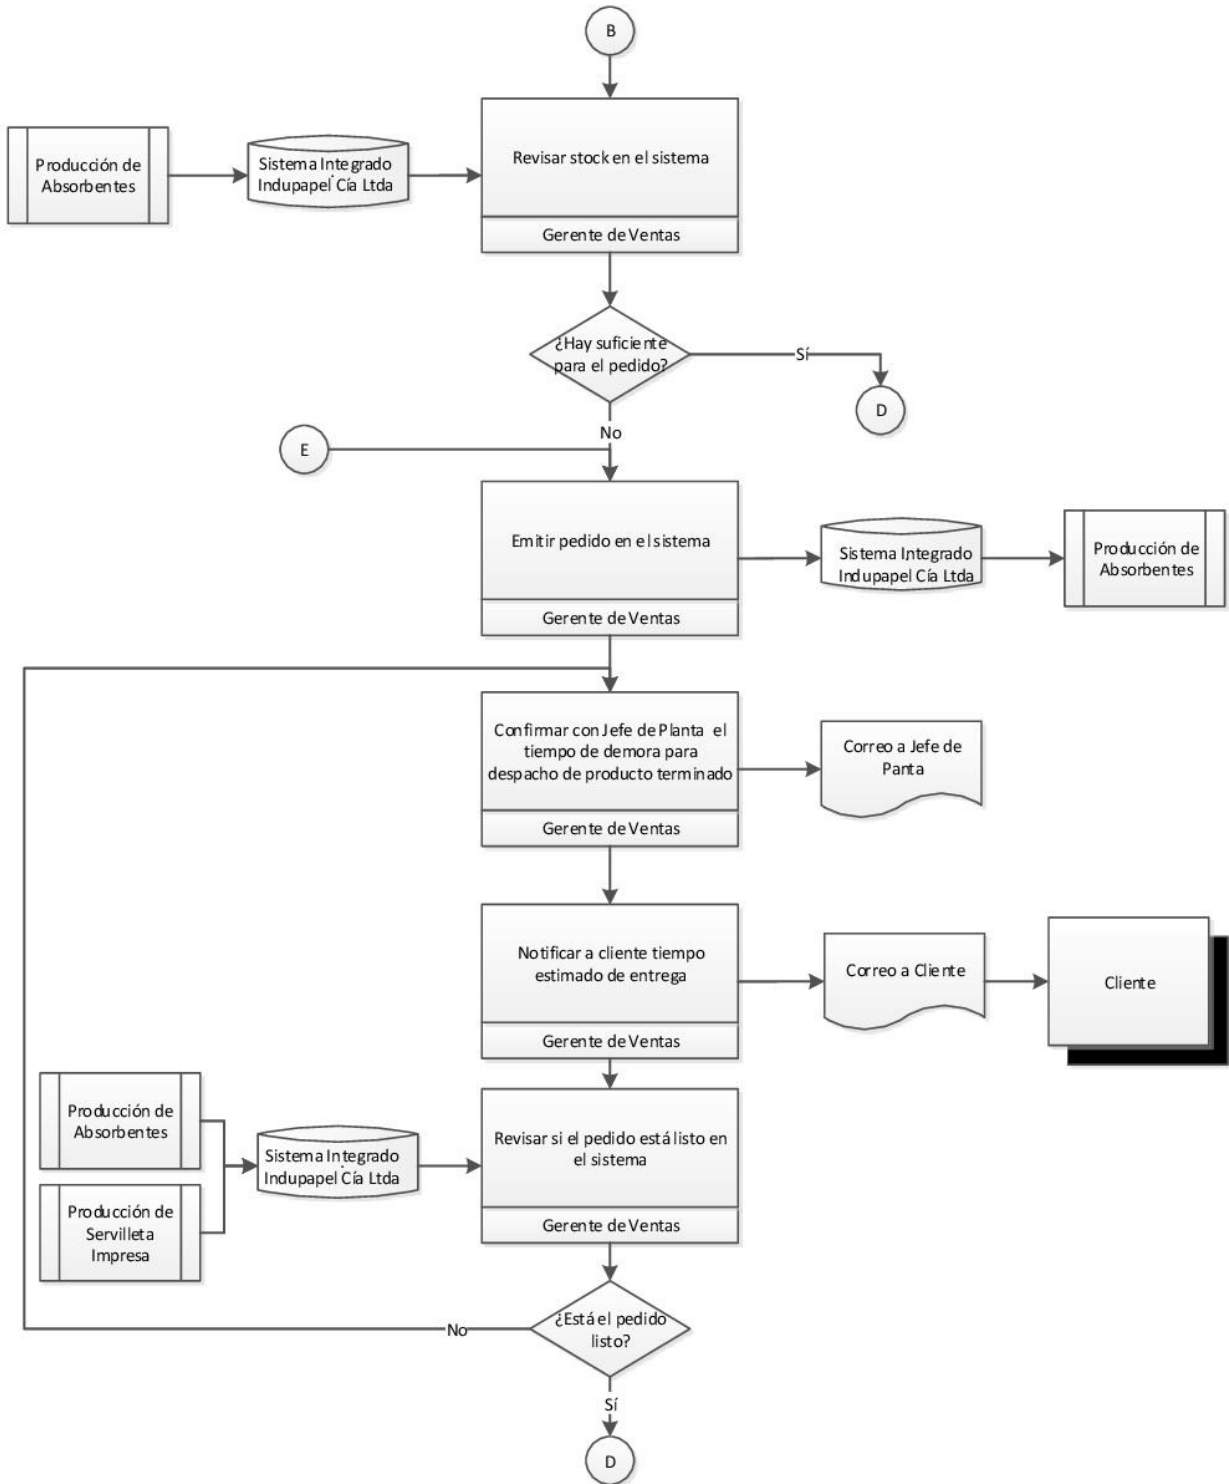 B
Producción de
Absorbentes
Sistema Integrado
Indupapel Cía Ltda
Revisar stock en el sistema
Gerente de Ventas
¿Hay suficiente
para el pedido?
Sí
D
No
E
Emitir pedido en el sistema
Gerente de Ventas
Sistema Integrado
Indupapel Cía Ltda
Producción de
Absorbentes
Confirmar con Jefe de Planta el
tiempo de demora para
despacho de producto terminado
Gerente de Ventas
Correo a Jefe de
Panta
Notificar a cliente tiempo
estimado de entrega
Gerente de Ventas
Correo a Cliente
Cliente
Producción de
Absorbentes
Producción de
Servilleta
Impresa
Sistema Integrado
Indupapel Cía Ltda
Revisar si el pedido está listo en
el sistema
Gerente de Ventas
¿Está el pedido
listo?
No
Sí
D